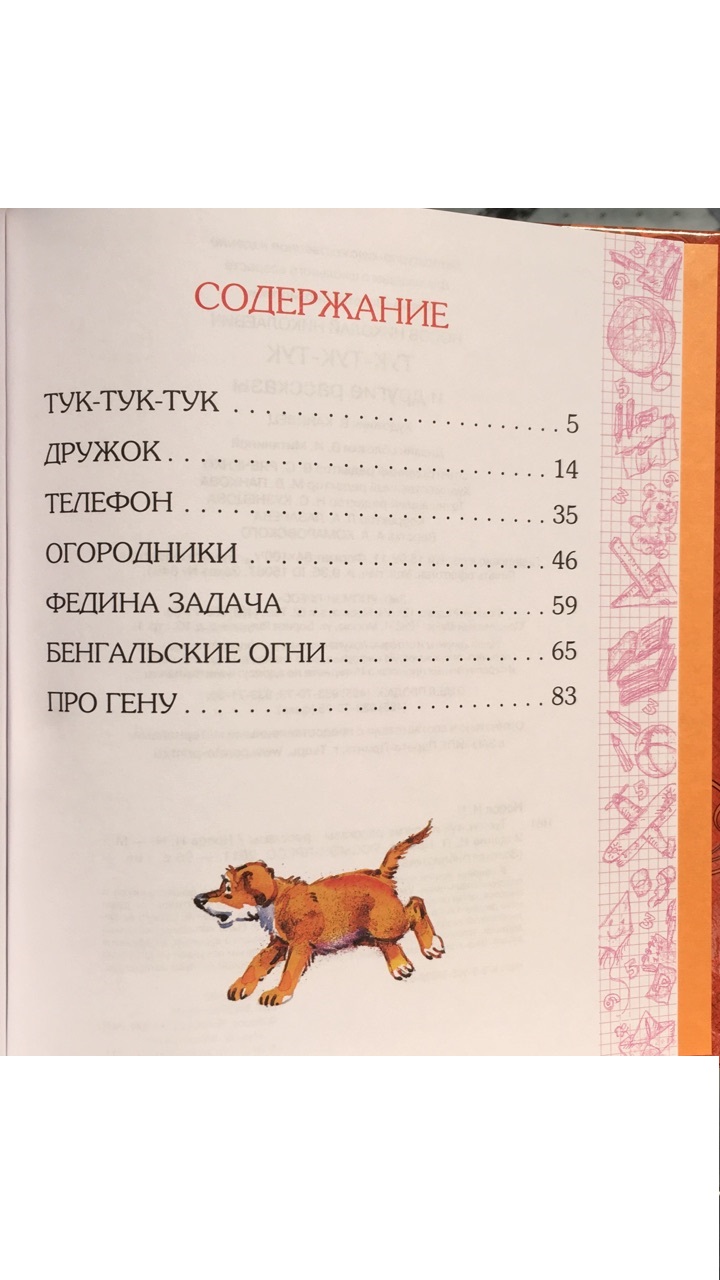 СОДЕРЖАНИЕ
ТУК-ТУК-ТУК . . . . . . . . . . . . . . . . . . . . . . 5
ДРУЖОК . . . . . . . . . . . . . . . . . . . . . . . . . . . 14
ТЕЛЕФОН . . . . . . . . . . . . . . . . . . . . . . . . . . 35
ОГОРОДНИКИ . . . . . . . . . . . . . . . . . . . . . 46
ФЕДИНА ЗАДАЧА . . . . . . . . . . . . . . . . . . 59
БЕНГАЛЬСКИЕ ОГНИ. . . . . . . . . . . . . . . . 65
ПРО ГЕНУ . . . . . . . . . . . . . . . . . . . . . . . . . . 83